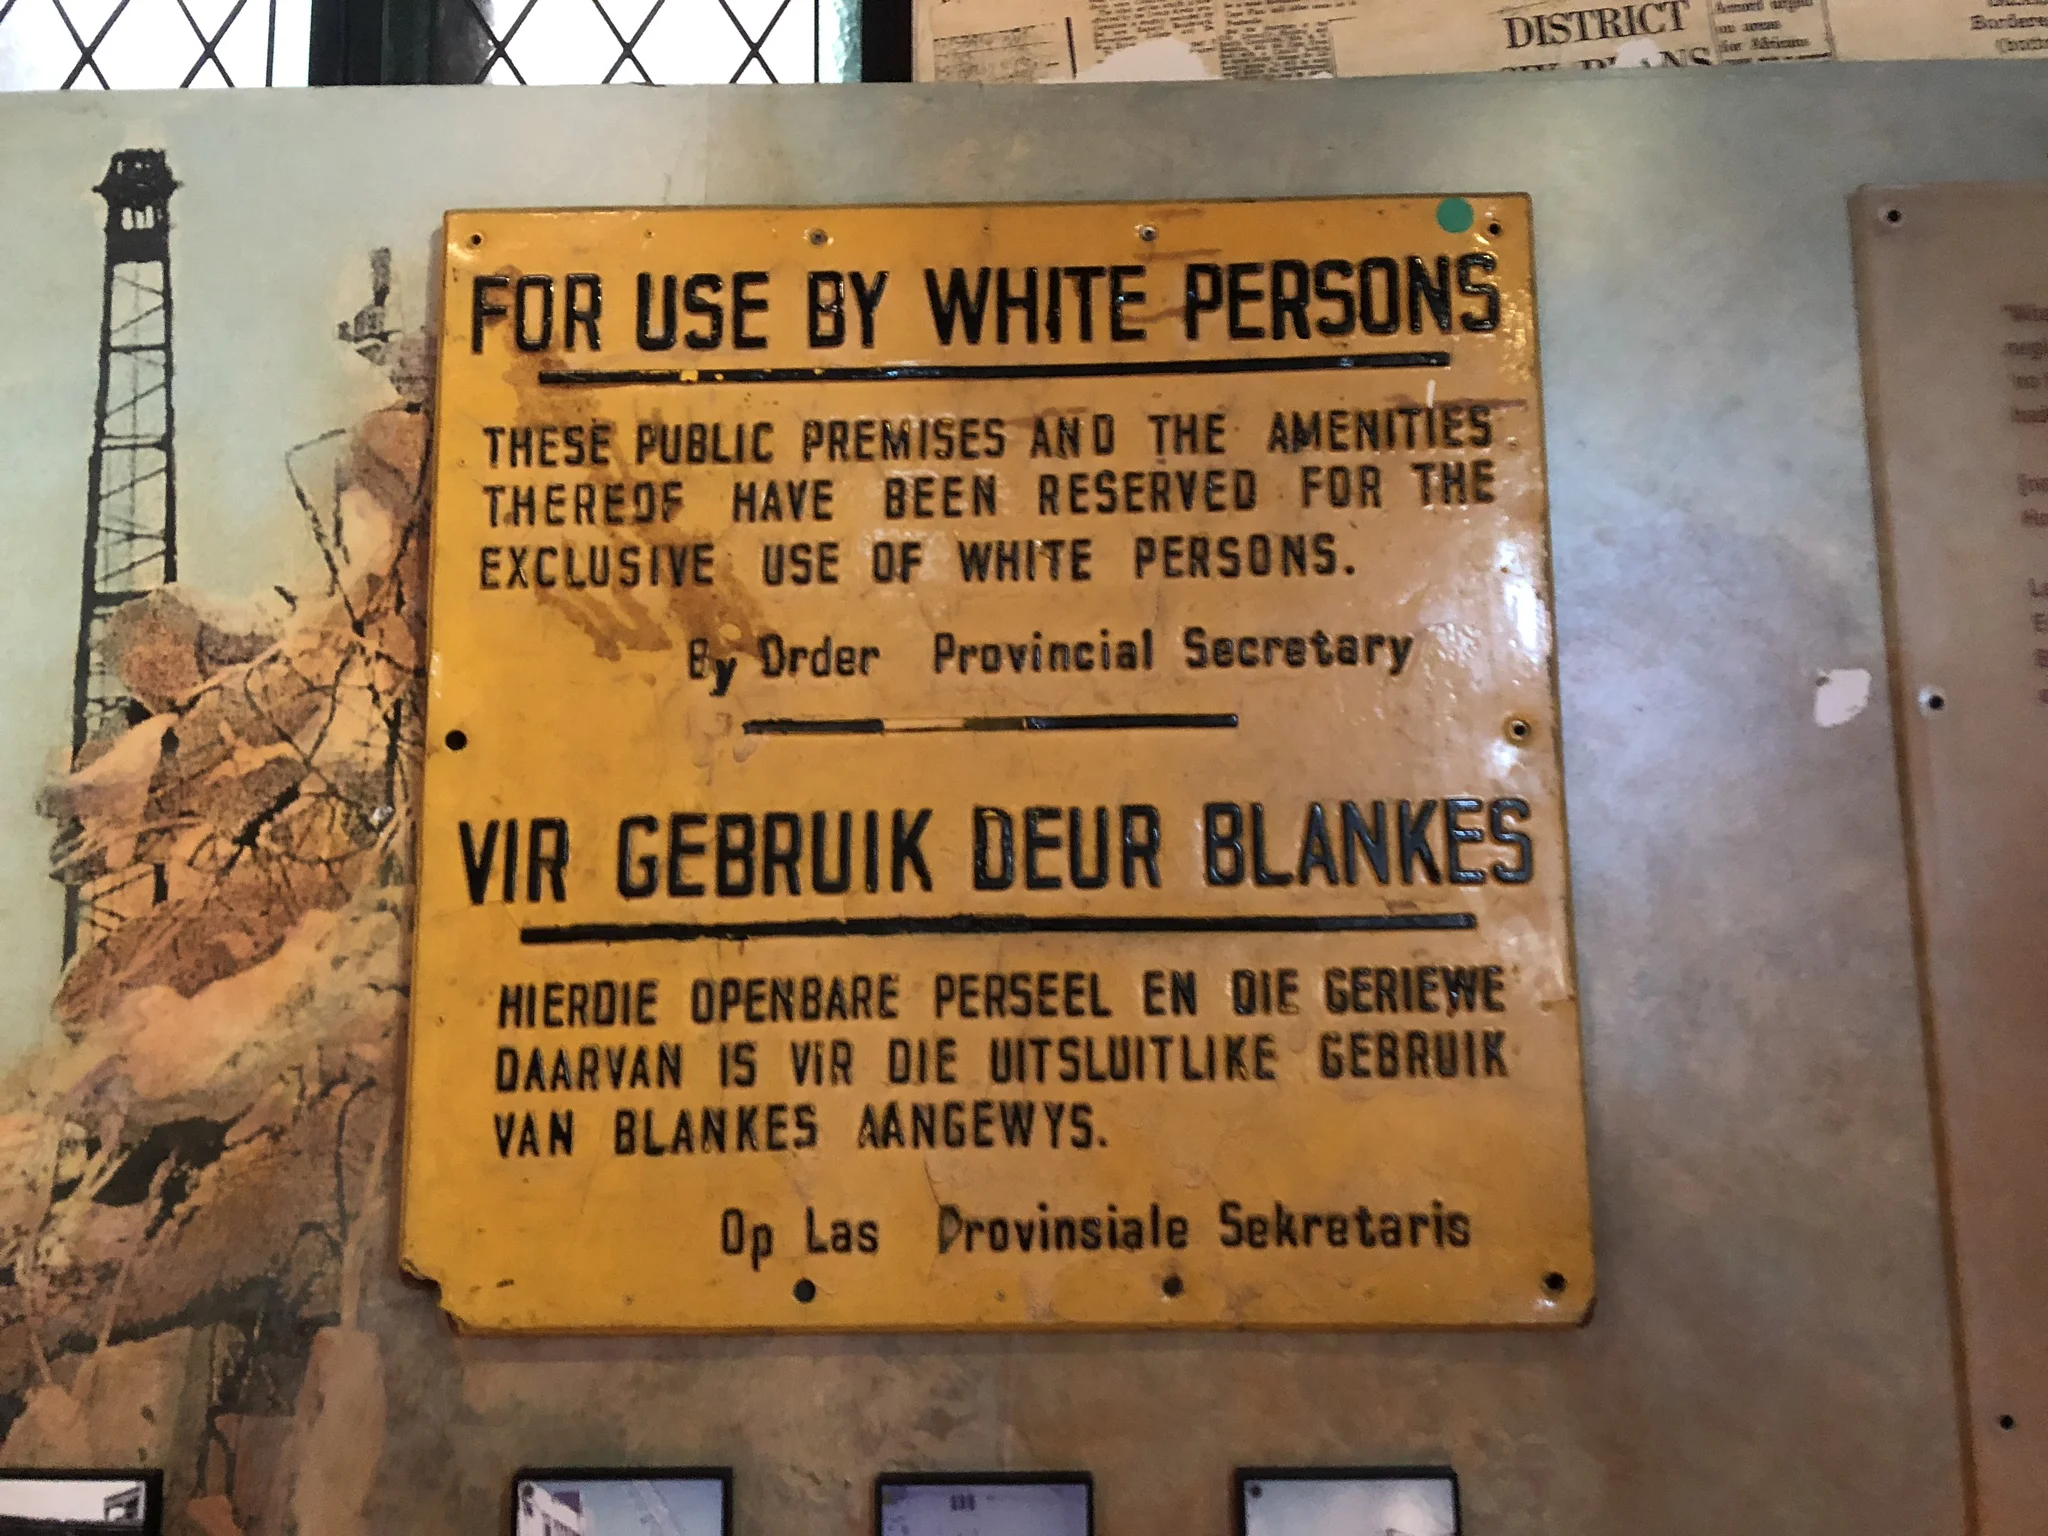 DISTRICT
FOR USE BY WHITE PERSONS
THESE PUBLIC PREMISES AND THE AMENITIES
THEREOF HAVE BEEN RESERVED FOR THE
EXCLUSIVE USE OF WHITE PERSONS.
By Order Provincial Secretary
VIR GEBRUIK DEUR BLANKES
HIERDIE OPENBARE PERSEEL EN DIE GERIEWE
DAARVAN IS VIR DIE UITSLUITLIKE GEBRUIK
VAN BLANKES AANGEWYS.
Op Las Provinsiale Sekretaris